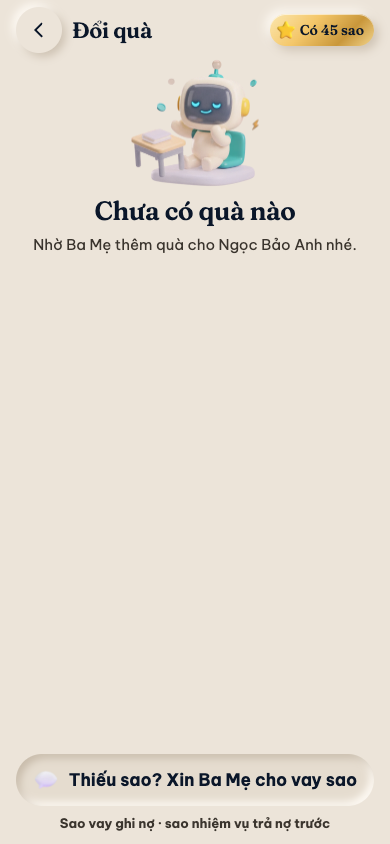 Đổi quà
Có 45 sao
Chưa có quà nào
Nhờ Ba Mẹ thêm quà cho Ngọc Bảo Anh nhé.
Thiếu sao? Xin Ba Mẹ cho vay sao
Sao vay ghi nợ · sao nhiệm vụ trả nợ trước